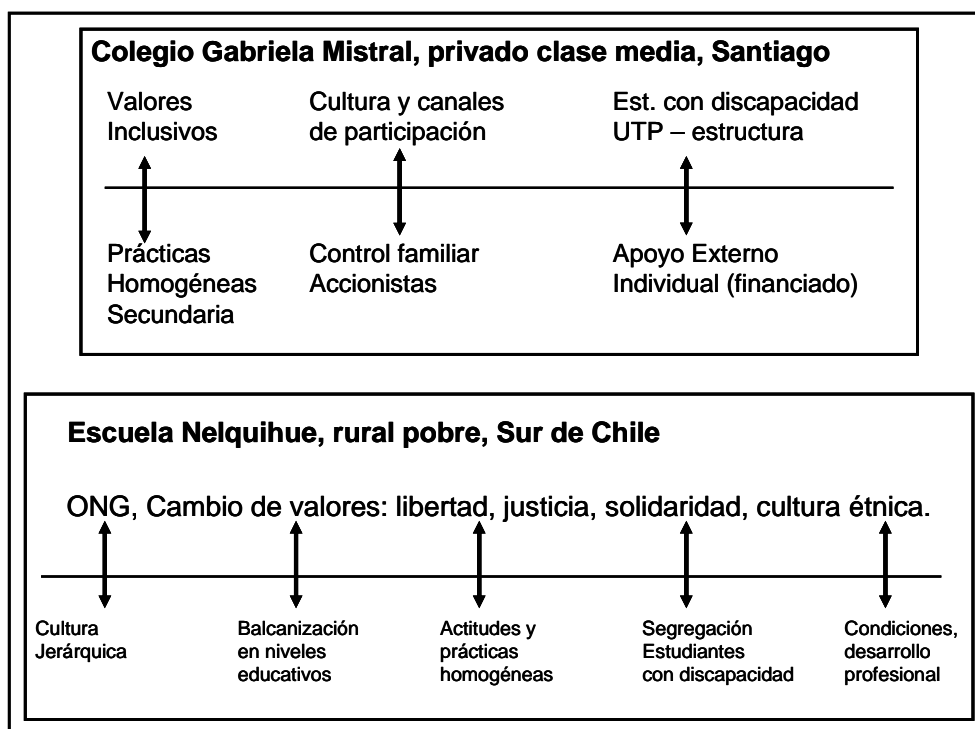 Colegio Gabriela Mistral, privado clase media, Santiago
Valores
Inclusivos
Cultura y canales
de participación
Est. con discapacidad
UTP – estructura
Prácticas
Homogéneas
Secundaria
Control familiar
Accionistas
Apoyo Externo
Individual (financiado)
Escuela Nelquihue, rural pobre, Sur de Chile
ONG, Cambio de valores: libertad, justicia, solidaridad, cultura étnica.
Cultura
Jerárquica
Balcanización
en niveles
educativos
Actitudes y
prácticas
homogéneas
Segregación
Estudiantes
con discapacidad
Condiciones,
desarrollo
profesional